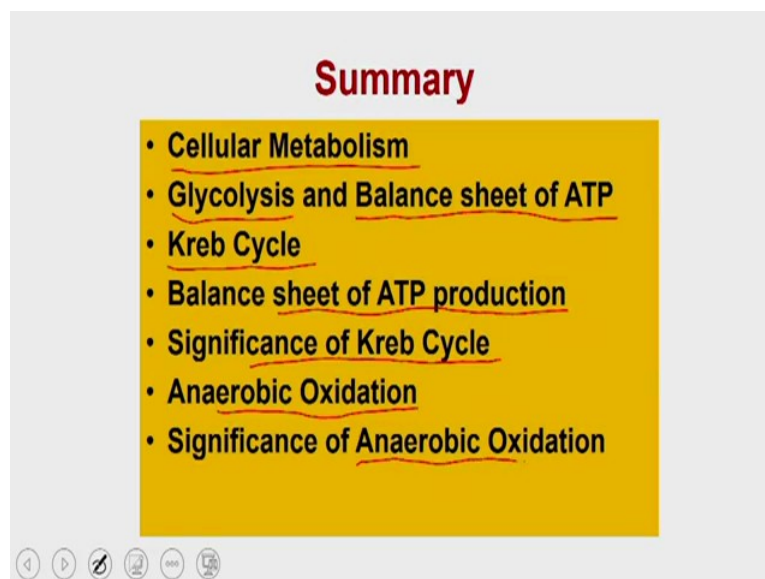 Summary
• Cellular Metabolism
• Glycolysis and Balance sheet of ATP
• Kreb Cycle
• Balance sheet of ATP production
• Significance of Kreb Cycle
• Anaerobic Oxidation
• Significance of Anaerobic Oxidation